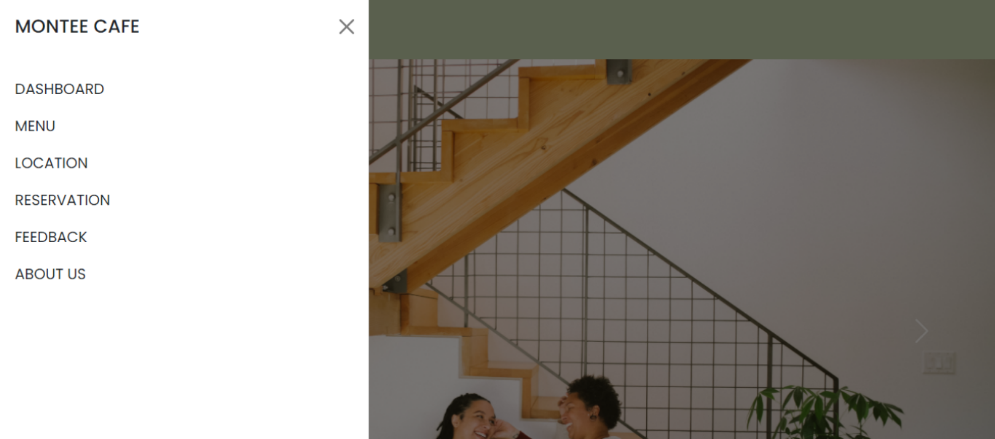 MONTEE CAFE
DASHBOARD
MENU
LOCATION
RESERVATION
FEEDBACK
ABOUT US